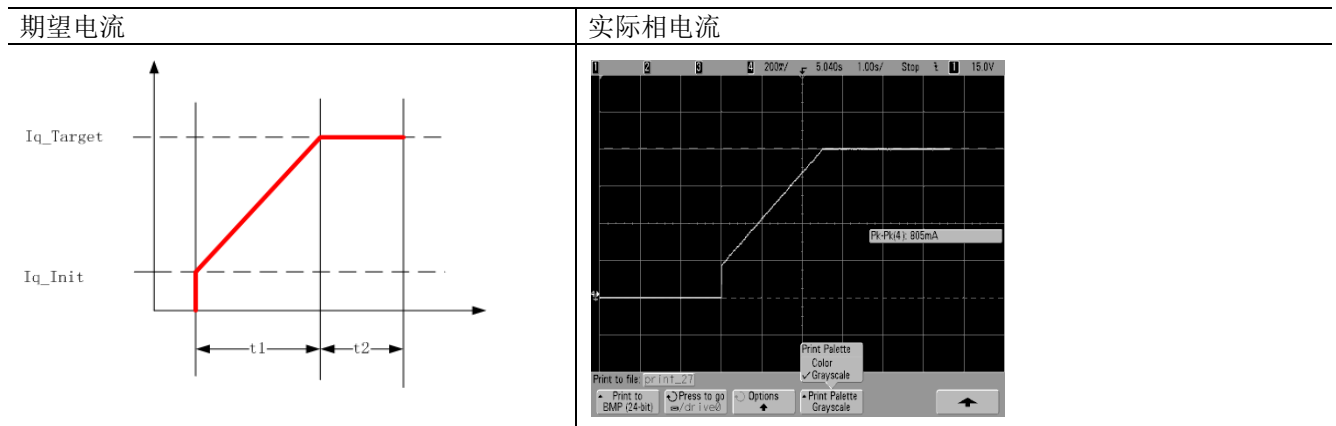 期望电流
实际相电流
Iq_Target
Iq_Init
t1
t2
1 2 3 4 200▽/ 5.040s 1.00s/ Stop 1 15.0V
Pk-Pk(4): 805mA
Print Palette
Color
✓ Grayscale
Print to file: print_27
Print to
BMP (24-bit)
Press to go
/drive0
Options
Print Palette
Grayscale